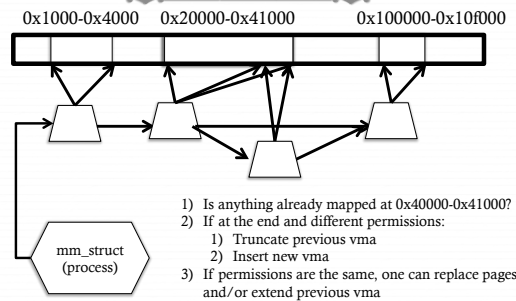 0x1000-0x4000 0x20000-0x41000 0x100000-0x10f000
1) Is anything already mapped at 0x40000-0x41000?
2) If at the end and different permissions:
1) Truncate previous vma
2) Insert new vma
3) If permissions are the same, one can replace pages
and/or extend previous vma
mm_struct
(process)